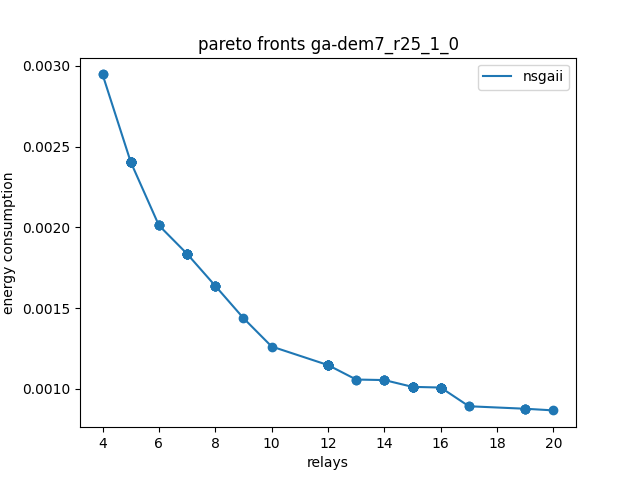 pareto fronts ga-dem7_r25_1_0
nsgaii
energy consumption
0.0030
0.0025
0.0020
0.0015
0.0010
4 6 8 10 12 14 16 18 20
relays